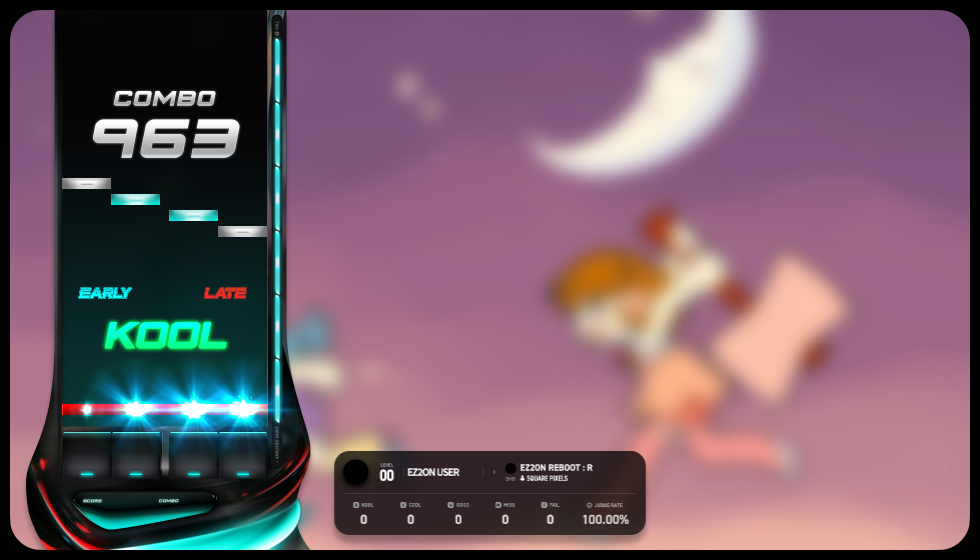 COMBO
963
EARLY LATE
KOOL
SCORE COMBO
LEVEL
00 EZ2ON USER
EZ2ON REBOOT : R
SQUARE PIXELS
KOOL COOL GOOD MISS FAIL JUDGE RATE
0 0 0 0 0 100.00%